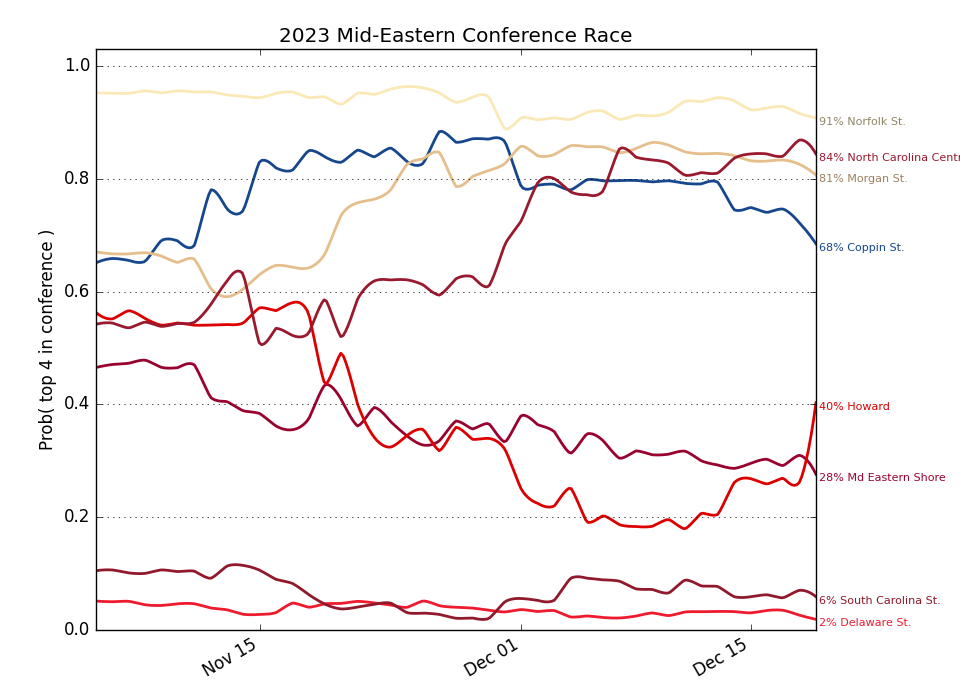 2023 Mid-Eastern Conference Race
Prob( top 4 in conference )
1.0
0.8
0.6
0.4
0.2
0.0
Nov 15
Dec 01
Dec 15
91% Norfolk St.
84% North Carolina Centr
81% Morgan St.
68% Coppin St.
40% Howard
28% Md Eastern Shore
6% South Carolina St.
2% Delaware St.